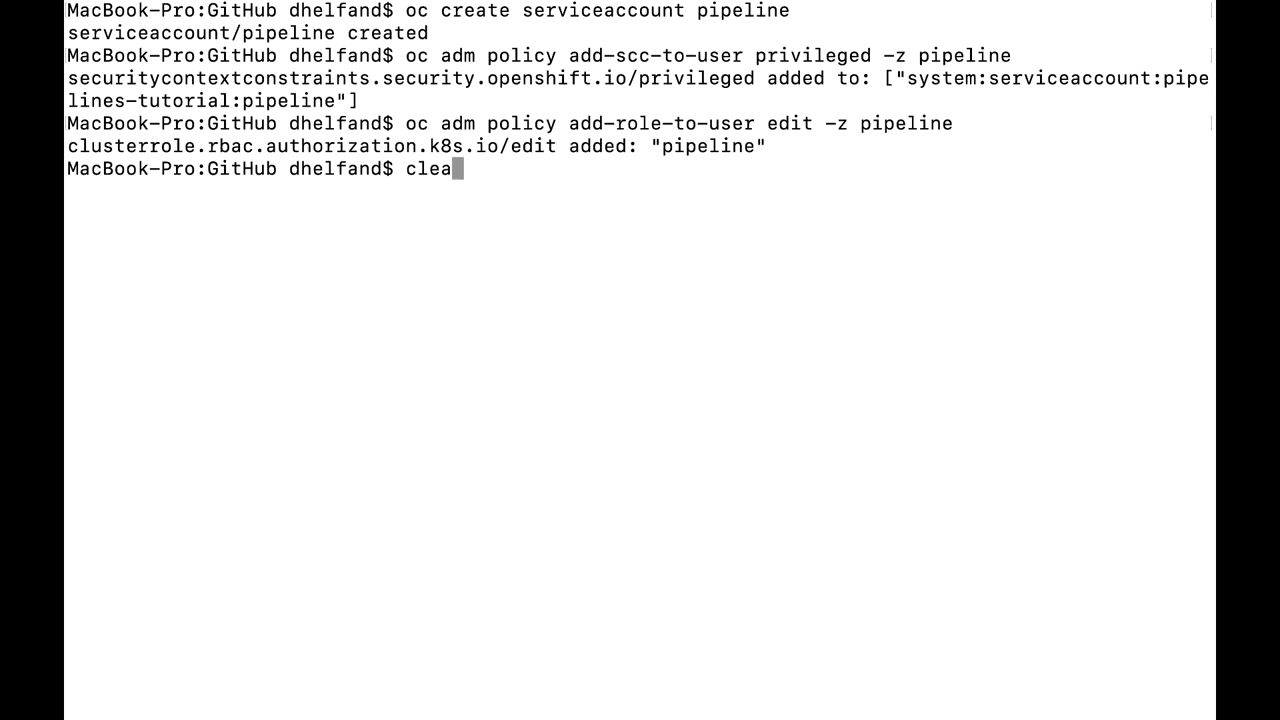 MacBook-Pro:GitHub dhelfand$ oc create serviceaccount pipeline
serviceaccount/pipeline created
MacBook-Pro:GitHub dhelfand$ oc adm policy add-scc-to-user privileged -z pipeline
securitycontextconstraints.security.openshift.io/privileged added to: ["system:serviceaccount:pipe
lines-tutorial:pipeline"]
MacBook-Pro:GitHub dhelfand$ oc adm policy add-role-to-user edit -z pipeline
clusterrole.rbac.authorization.k8s.io/edit added: "pipeline"
MacBook-Pro:GitHub dhelfand$ clea